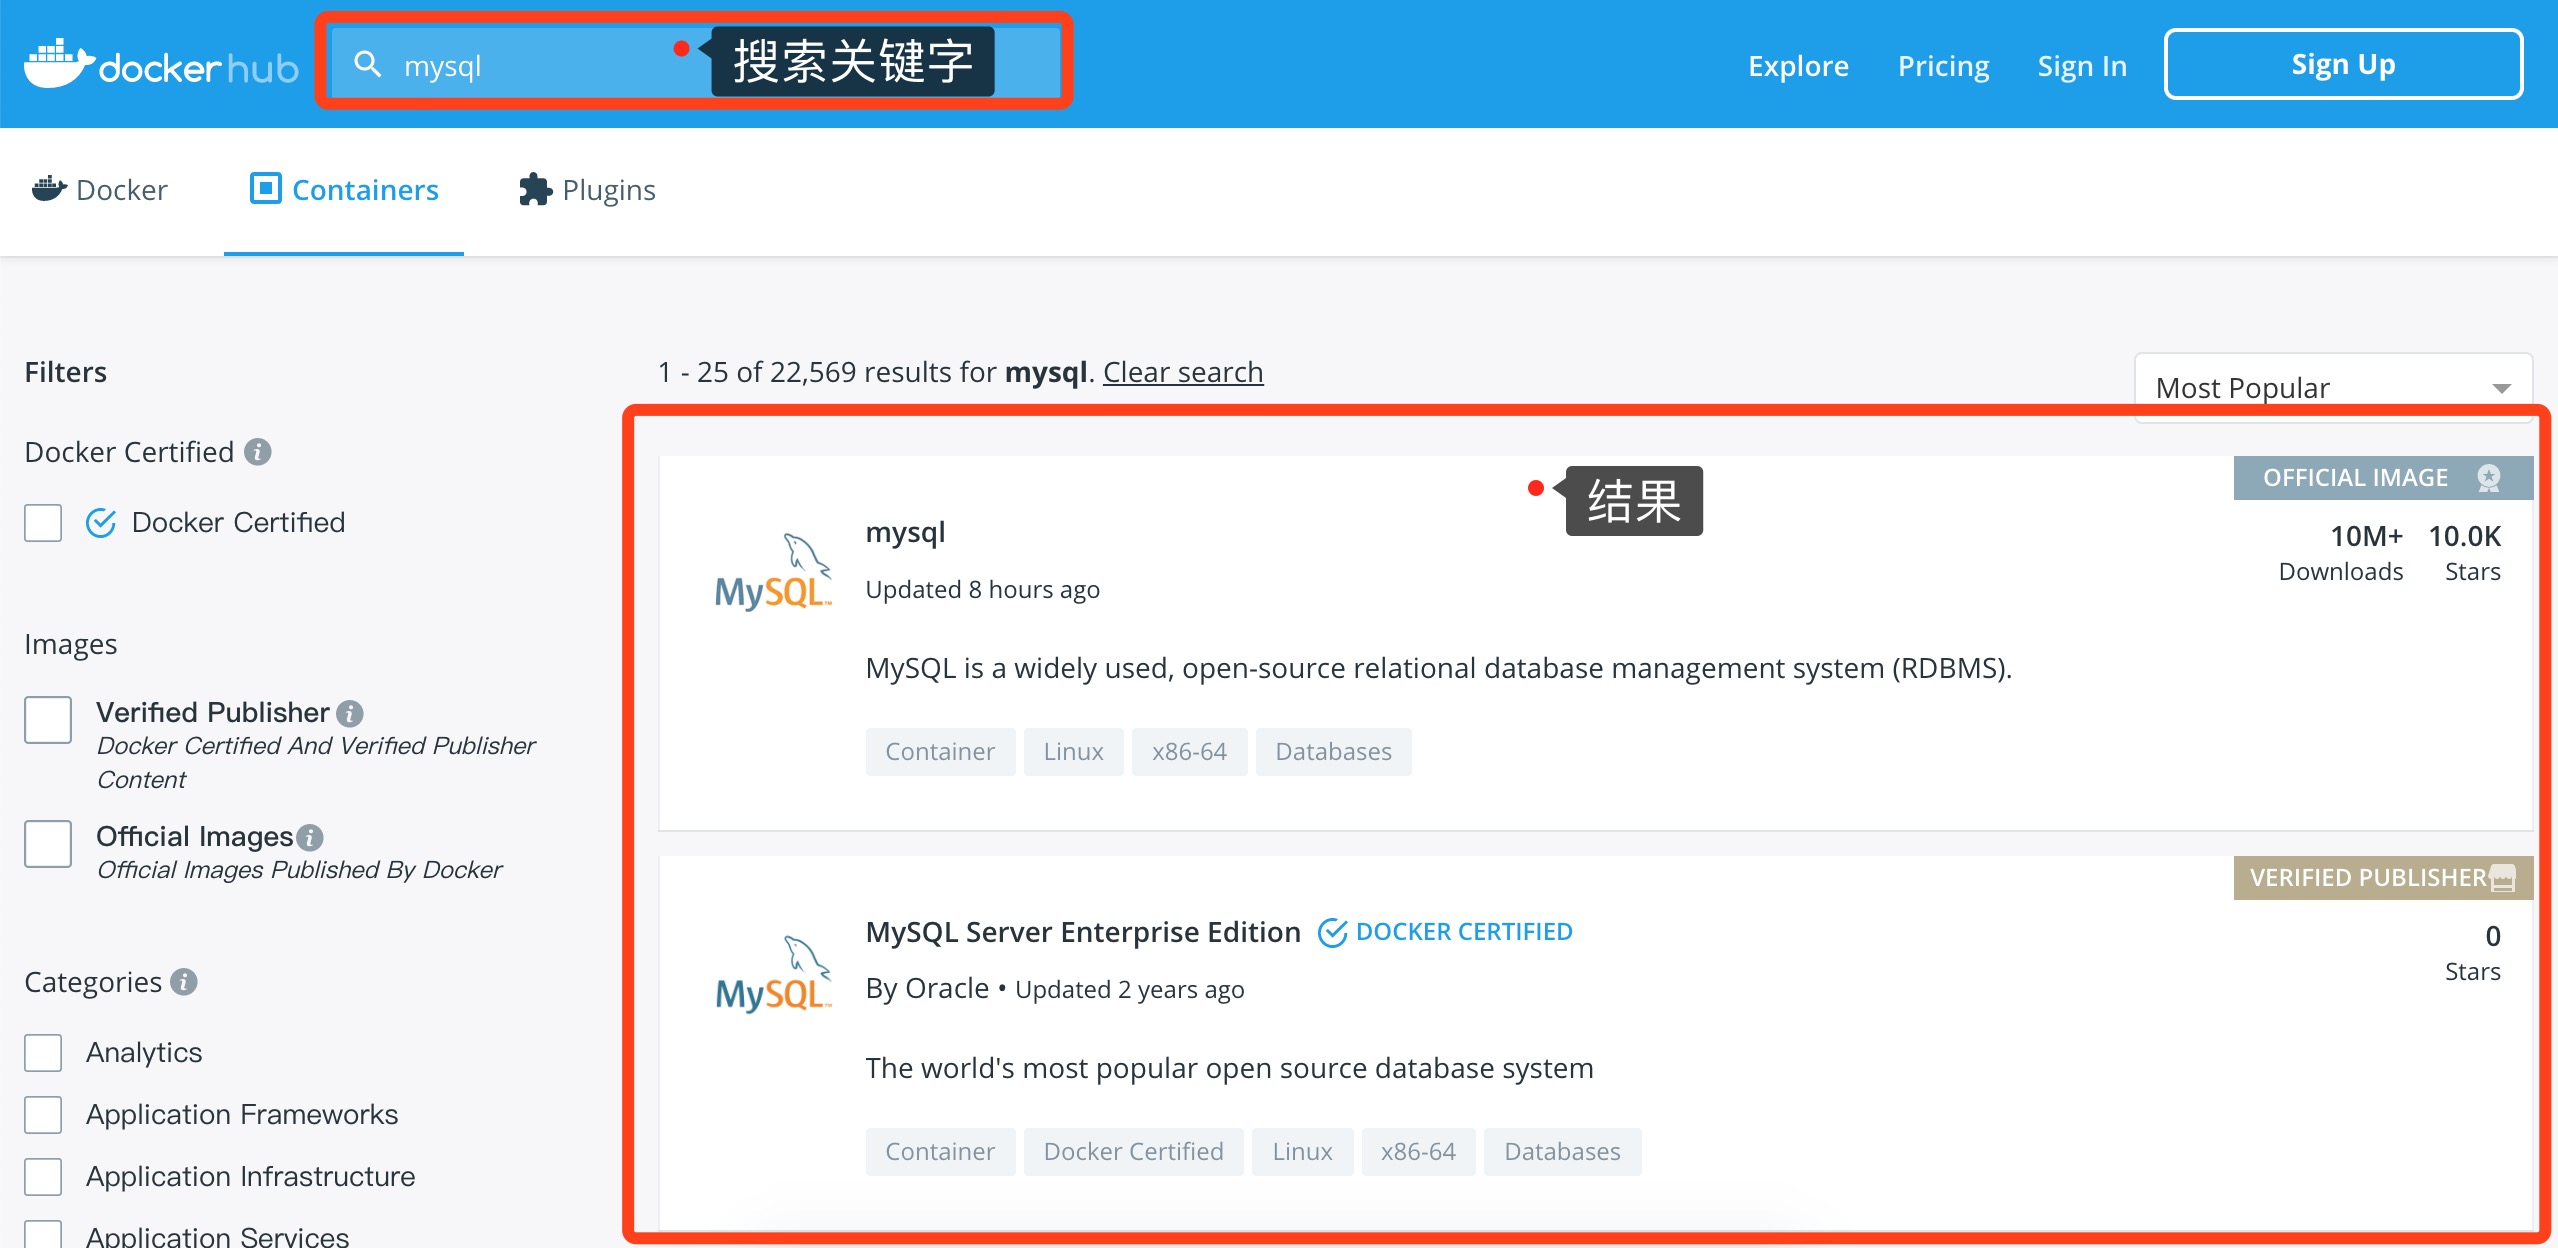 docker hub
mysql
搜索关键字
Explore
Pricing
Sign In
Sign Up
Docker
Containers
Plugins
Filters
1 - 25 of 22,569 results for mysql. Clear search
Most Popular
Docker Certified
Docker Certified
Images
Verified Publisher
Docker Certified And Verified Publisher
Content
Official Images
Official Images Published By Docker
Categories
Analytics
Application Frameworks
Application Infrastructure
Application Services
结果
OFFICIAL IMAGE
MySQL™
mysql
Updated 8 hours ago
10M+
Downloads
10.0K
Stars
MySQL is a widely used, open-source relational database management system (RDBMS).
Container
Linux
x86-64
Databases
VERIFIED PUBLISHER
MySQL™
MySQL Server Enterprise Edition
DOCKER CERTIFIED
By Oracle • Updated 2 years ago
0
Stars
The world's most popular open source database system
Container
Docker Certified
Linux
x86-64
Databases